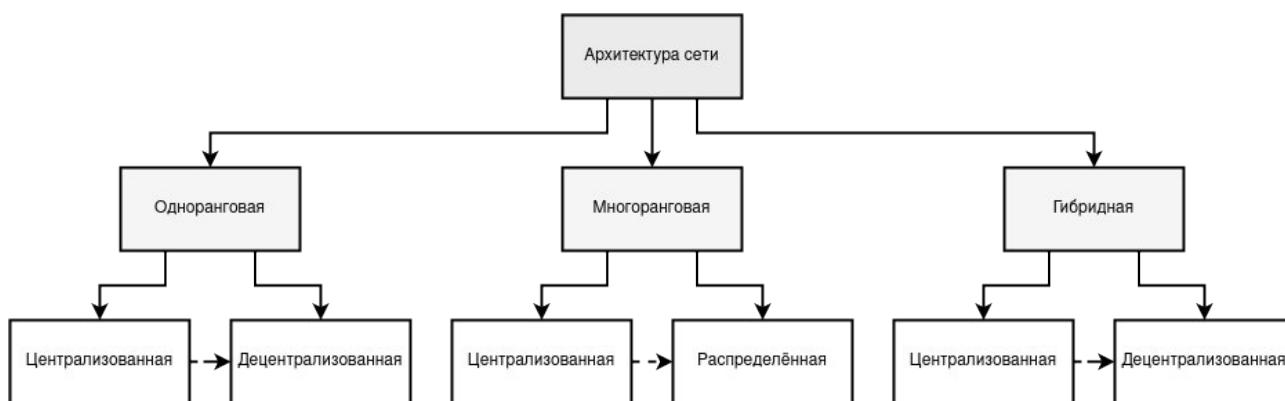 Архитектура сети
Одноранговая
Многоранговая
Гибридная
Централизованная
Децентрализованная
Централизованная
Распределённая
Централизованная
Децентрализованная